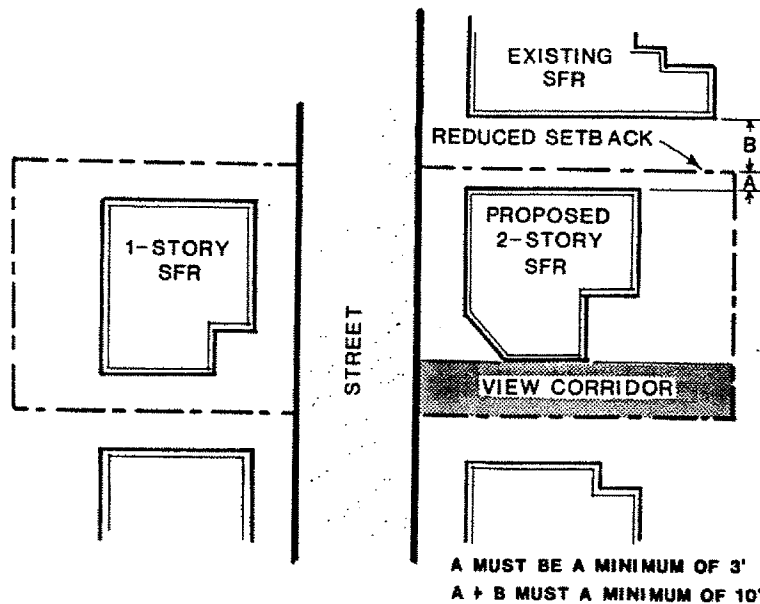 EXISTING
SFR
REDUCED SETBACK
B
A
1-STORY
SFR
PROPOSED
2-STORY
SFR
STREET
VIEW CORRIDOR
A MUST BE A MINIMUM OF 3'
A + B MUST A MINIMUM OF 10'